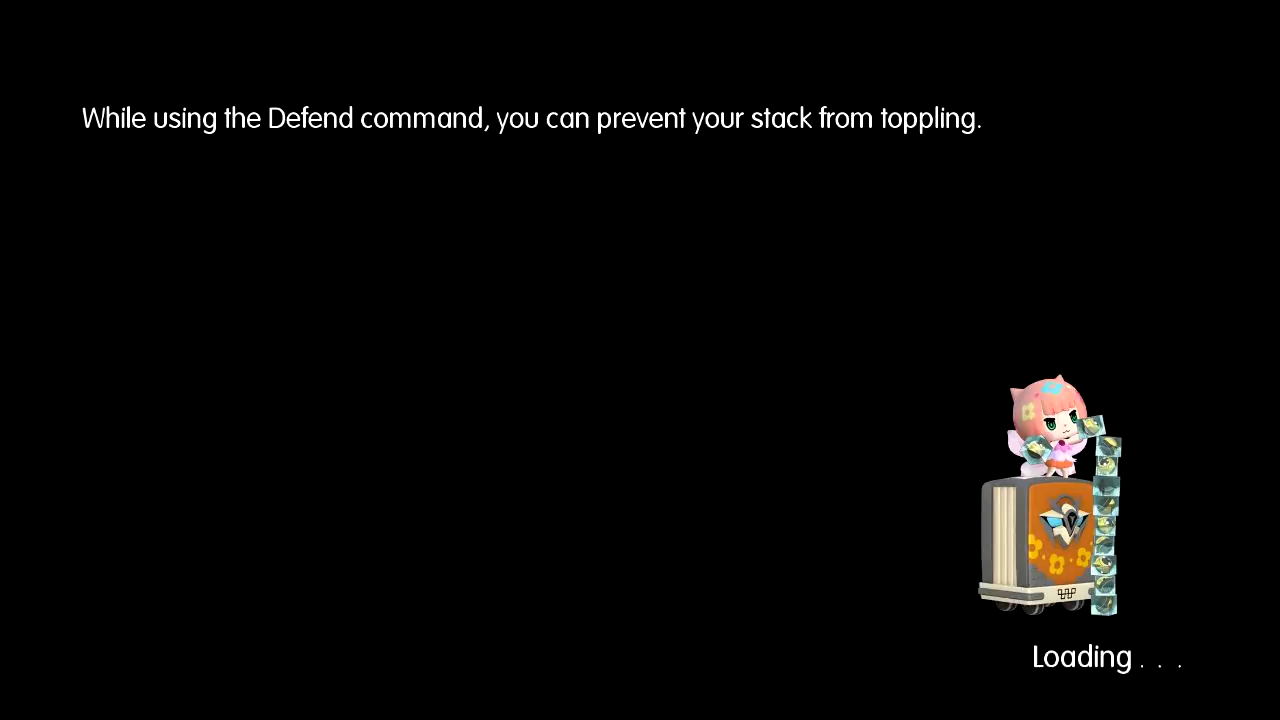 While using the Defend command, you can prevent your stack from toppling.
Loading . . .